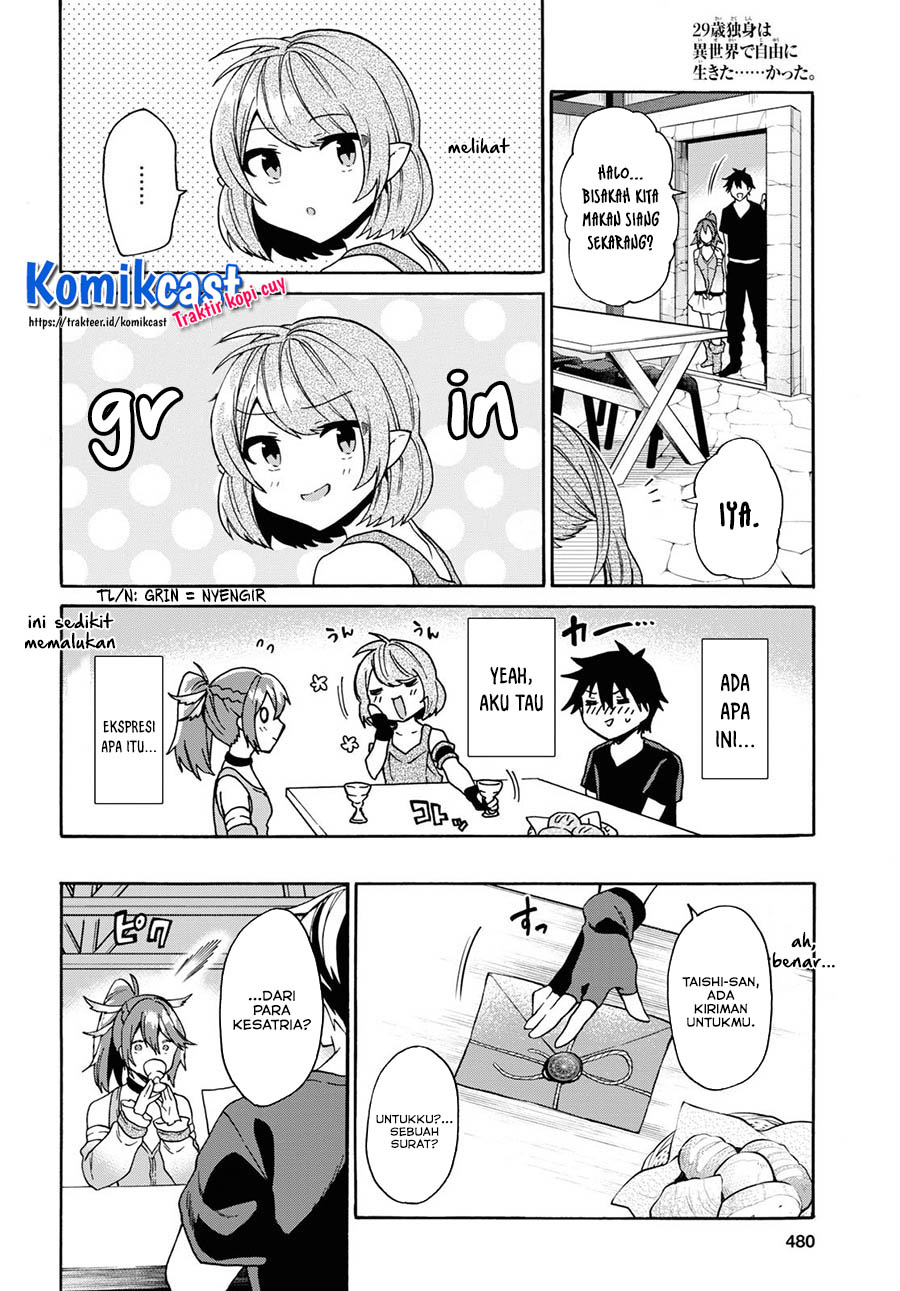 29歳独身は
異世界で自由に
生きた……かった。
HALO...
BISAKAH KITA
MAKAN SIANG
SEKARANG?
IYA.
melihat
......
Komikcast
Traktir kopi cuy
https://trakteer.id/komikcast
gr in
TL/N: GRIN = NYENGIR
カー…
ADA
APA
INI...
YEAH,
AKU TAU
うん
うん
コトッ
ini sedikit
memalukan
EKSPRESI
APA ITU...
ah,
benar...
TAISHI-SAN,
ADA
KIRIMAN
UNTUKMU.
すっ
UNTUKKU?...
SEBUAH
SURAT?
...DARI
PARA
KESATRIA?
ピク
480